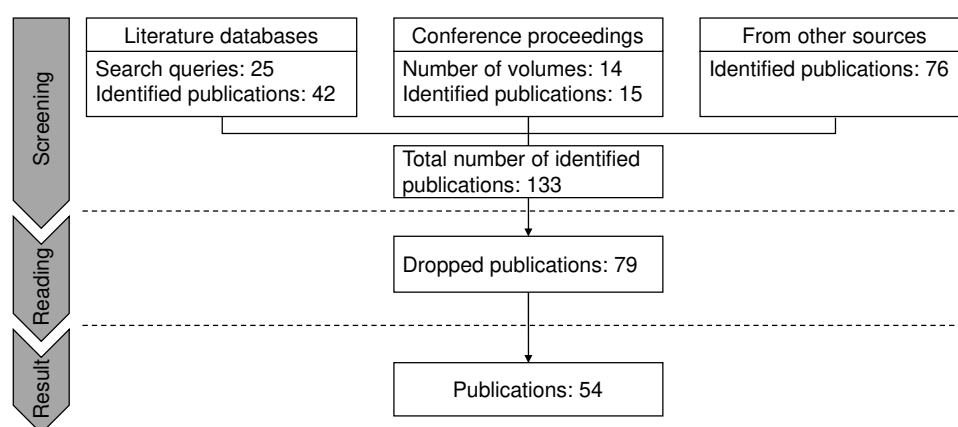 Screening
Literature databases
Search queries: 25
Identified publications: 42
Conference proceedings
Number of volumes: 14
Identified publications: 15
From other sources
Identified publications: 76
Total number of identified
publications: 133
Reading
Dropped publications: 79
Result
Publications: 54